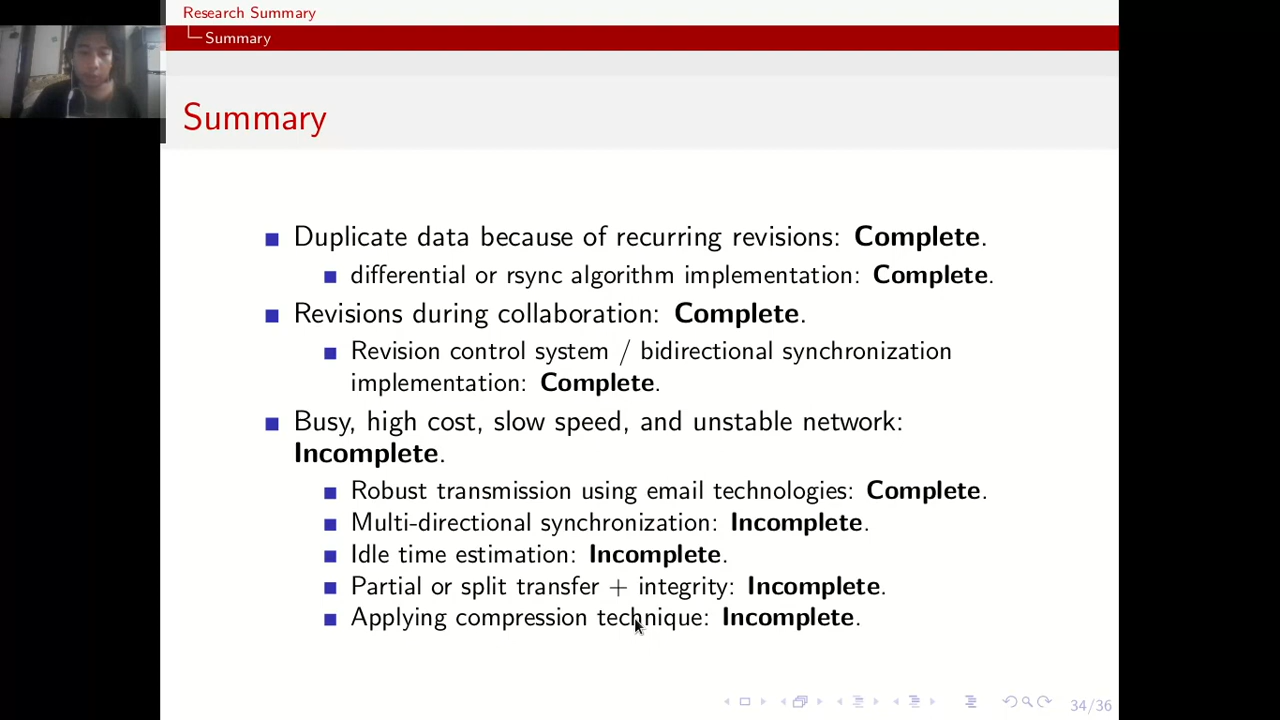 Research Summary
Summary
Summary
Duplicate data because of recurring revisions: Complete.
differential or rsync algorithm implementation: Complete.
Revisions during collaboration: Complete.
Revision control system / bidirectional synchronization
implementation: Complete.
Busy, high cost, slow speed, and unstable network:
Incomplete.
Robust transmission using email technologies: Complete.
Multi-directional synchronization: Incomplete.
Idle time estimation: Incomplete.
Partial or split transfer + integrity: Incomplete.
Applying compression technique: Incomplete.
34/36